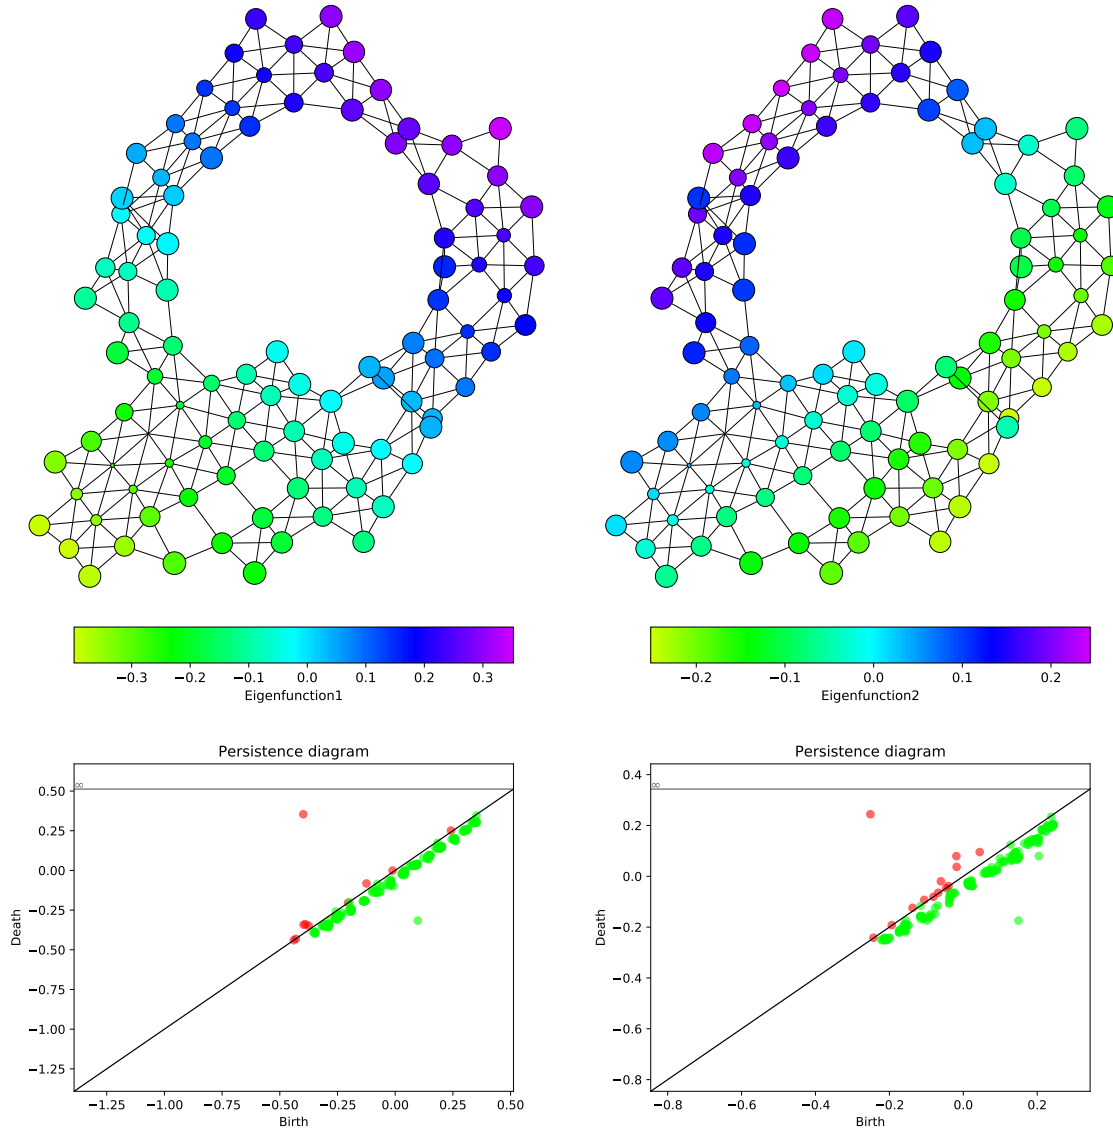 −0.3 −0.2 −0.1 0.0 0.1 0.2 0.3
Eigenfunction1
−0.2 −0.1 0.0 0.1 0.2
Eigenfunction2
Persistence diagram
∞
0.50
0.25
0.00
−0.25
−0.50
−0.75
−1.00
−1.25
Death
−1.25 −1.00 −0.75 −0.50 −0.25 0.00 0.25 0.50
Birth
Persistence diagram
∞
0.4
0.2
0.0
−0.2
−0.4
−0.6
−0.8
Death
−0.8 −0.6 −0.4 −0.2 0.0 0.2
Birth